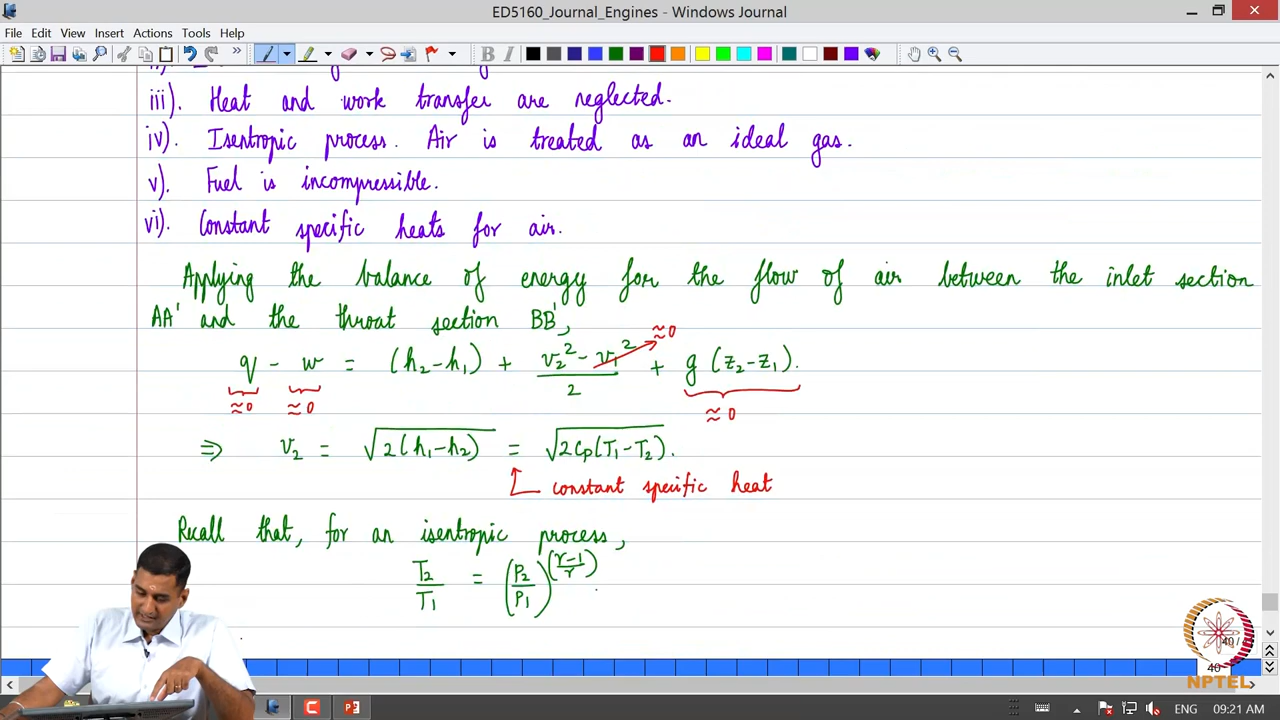 ED5160_Journal_Engines - Windows Journal
File Edit View Insert Actions Tools Help
iii). Heat and work transfer are neglected.
iv). Isentropic process. Air is treated as an ideal gas.
v). Fuel is incompressible.
vi). Constant specific heats for air.
Applying the balance of energy for the flow of air between the inlet section
AA' and the throat section BB',
q - w = (h₂-h₁) + (v₂² - v₁²)/2 + g (z₂-z₁).
≈0
≈0 ≈0 ≈0
⇒ v₂ = √2(h₁-h₂) = √2Cp(T₁-T₂).
constant specific heat
Recall that, for an isentropic process,
T₂/T₁ = (P₂/P₁)^((γ-1)/γ)
NPTEL
09:21 AM